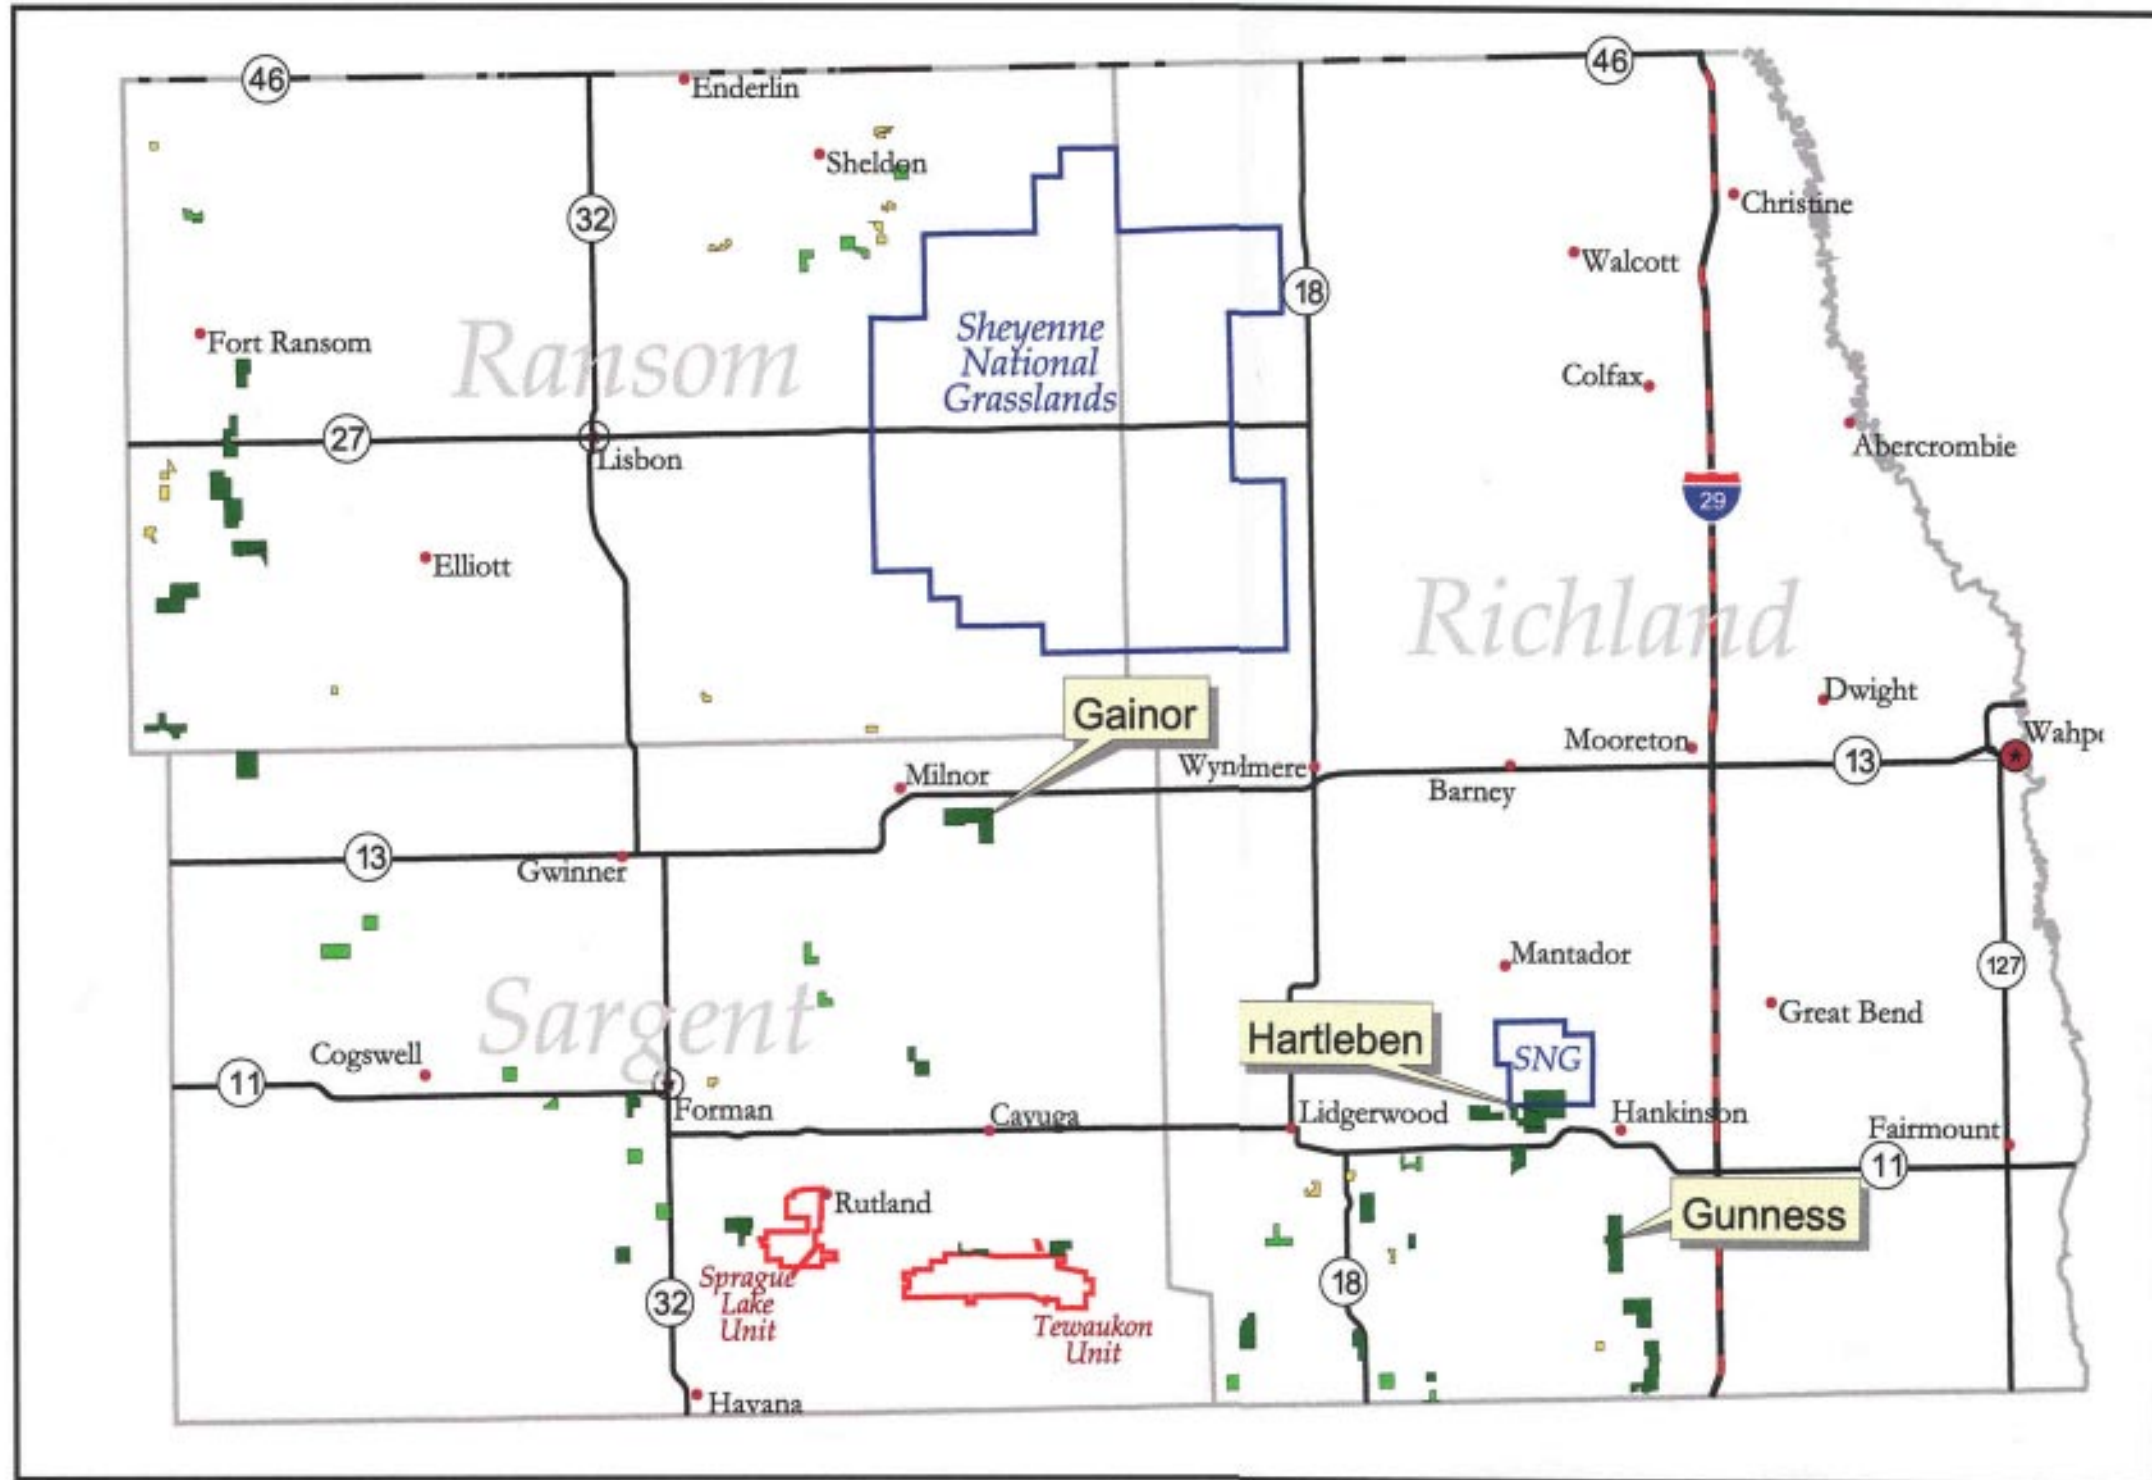 46
46
Enderlin
Sheldon
Christine
32
Walcott
18
Fort Ransom
Ransom
Sheyenne
National
Grasslands
Colfax
27
Lisbon
Abercrombie
29
Elliott
Richland
Gainor
Dwight
Mooreton
Milnor
Wyndmere
Barney
13
13
Gwinner
Mantador
127
Sargent
Great Bend
Hartleben
SNG
Cogswell
11
Forman
Cayuga
Lidgerwood
Hankinson
Fairmount
11
Rutland
Gunness
Sprague
Lake
Unit
32
18
Tewaukon
Unit
Havana